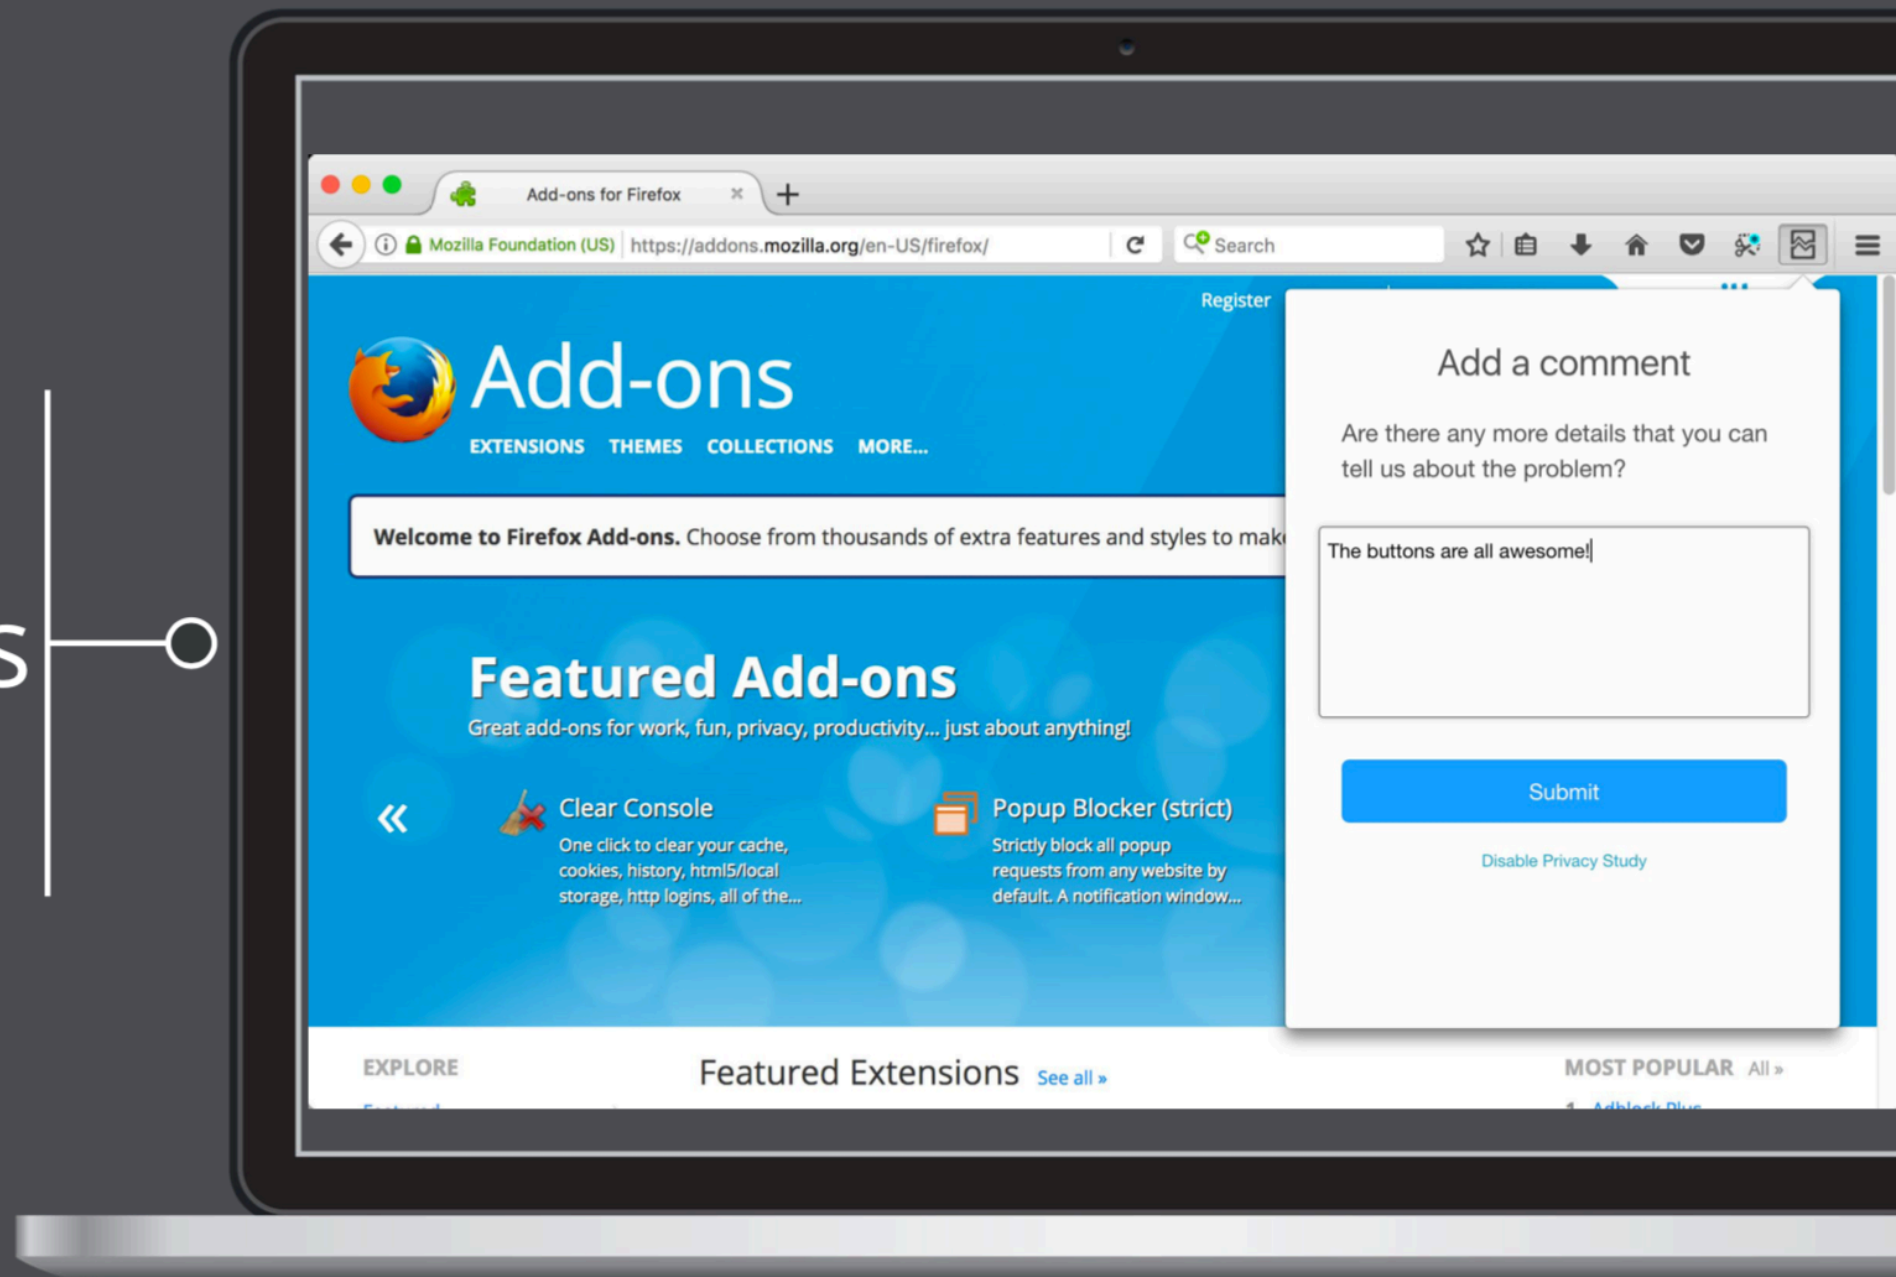 s
Add-ons for Firefox
Mozilla Foundation (US) https://addons.mozilla.org/en-US/firefox/
Search
Register
Add-ons
EXTENSIONS THEMES COLLECTIONS MORE...
Welcome to Firefox Add-ons. Choose from thousands of extra features and styles to make
Featured Add-ons
Great add-ons for work, fun, privacy, productivity... just about anything!
«
Clear Console
One click to clear your cache,
cookies, history, html5/local
storage, http logins, all of the...
Popup Blocker (strict)
Strictly block all popup
requests from any website by
default. A notification window...
Add a comment
Are there any more details that you can
tell us about the problem?
The buttons are all awesome!
Submit
Disable Privacy Study
EXPLORE
Featured
Featured Extensions See all »
MOST POPULAR All »
1 Adblock Plus